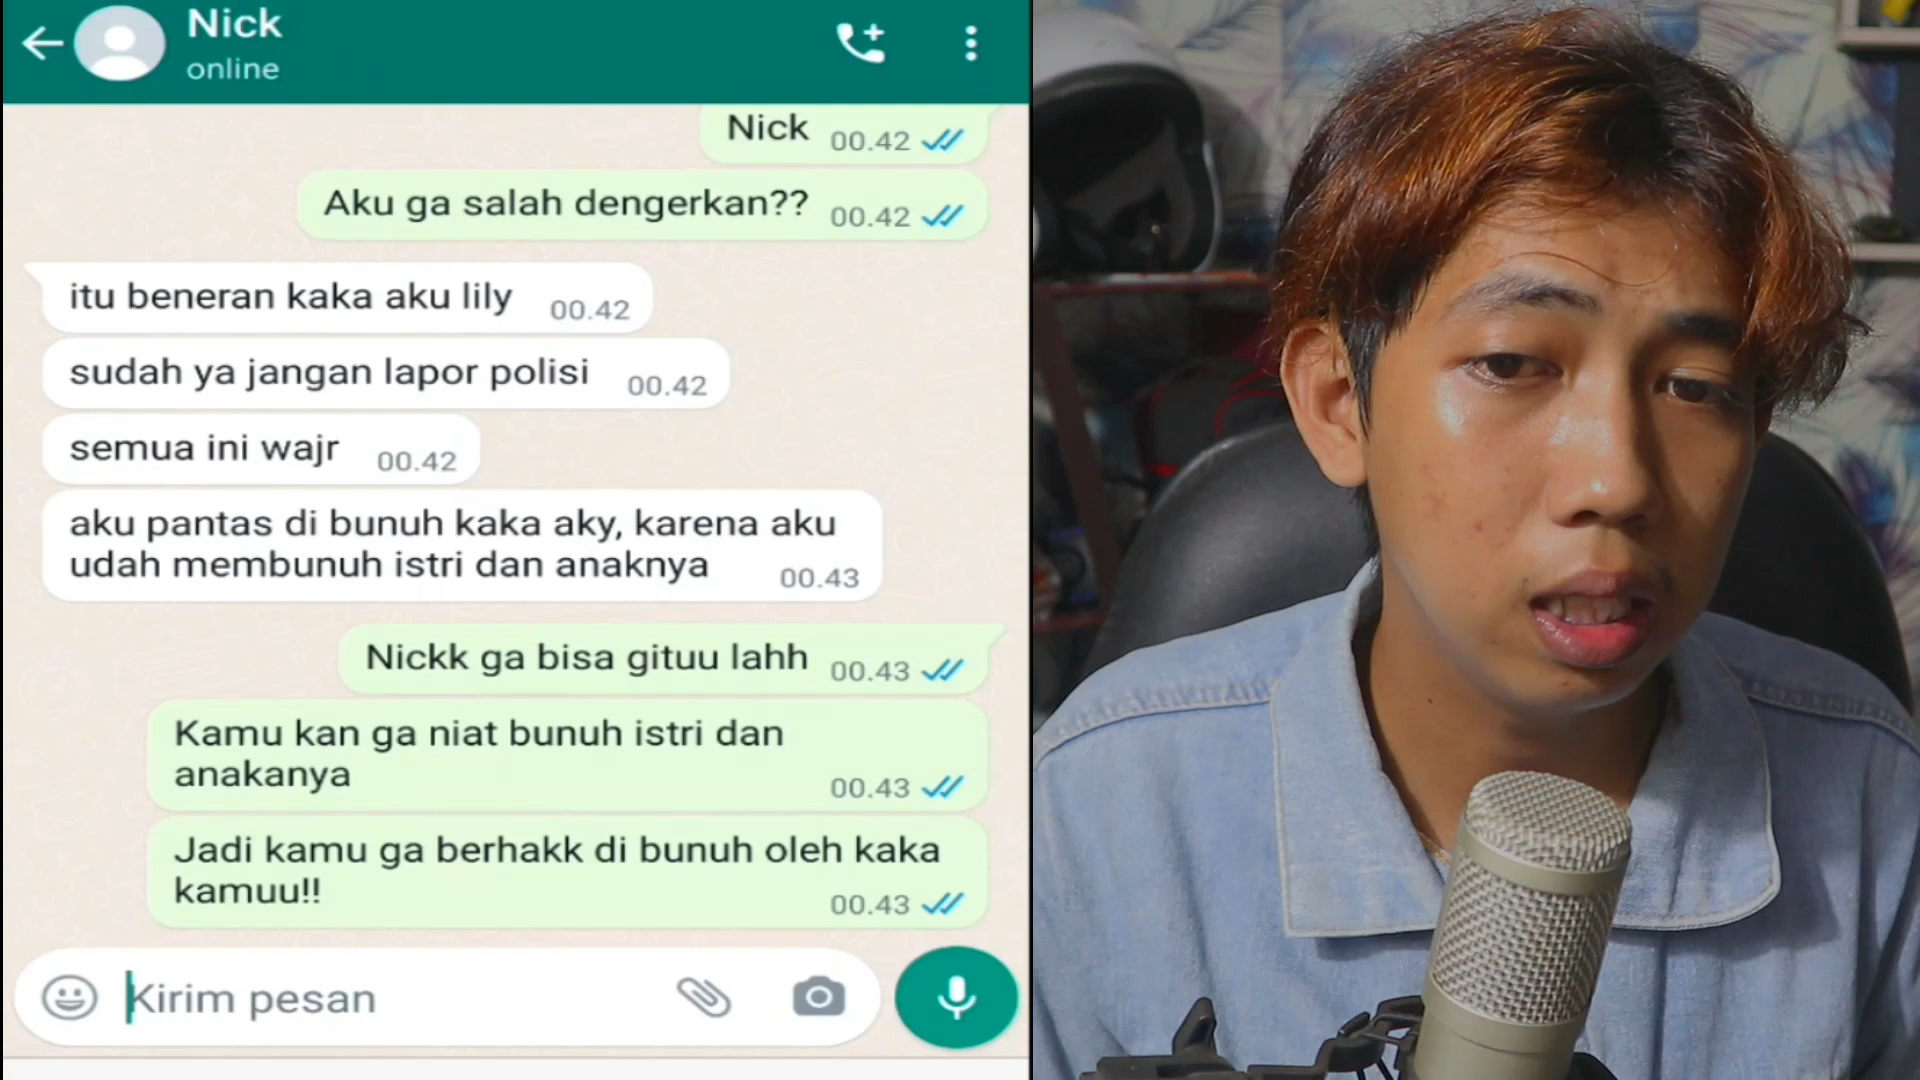 Nick
online
Nick 00.42
Aku ga salah dengerkan?? 00.42
itu beneran kaka aku lily 00.42
sudah ya jangan lapor polisi 00.42
semua ini wajr 00.42
aku pantas di bunuh kaka aky, karena aku
udah membunuh istri dan anaknya 00.43
Nickk ga bisa gituu lahh 00.43
Kamu kan ga niat bunuh istri dan
anakanya 00.43
Jadi kamu ga berhakk di bunuh oleh kaka
kamuu!! 00.43
Kirim pesan